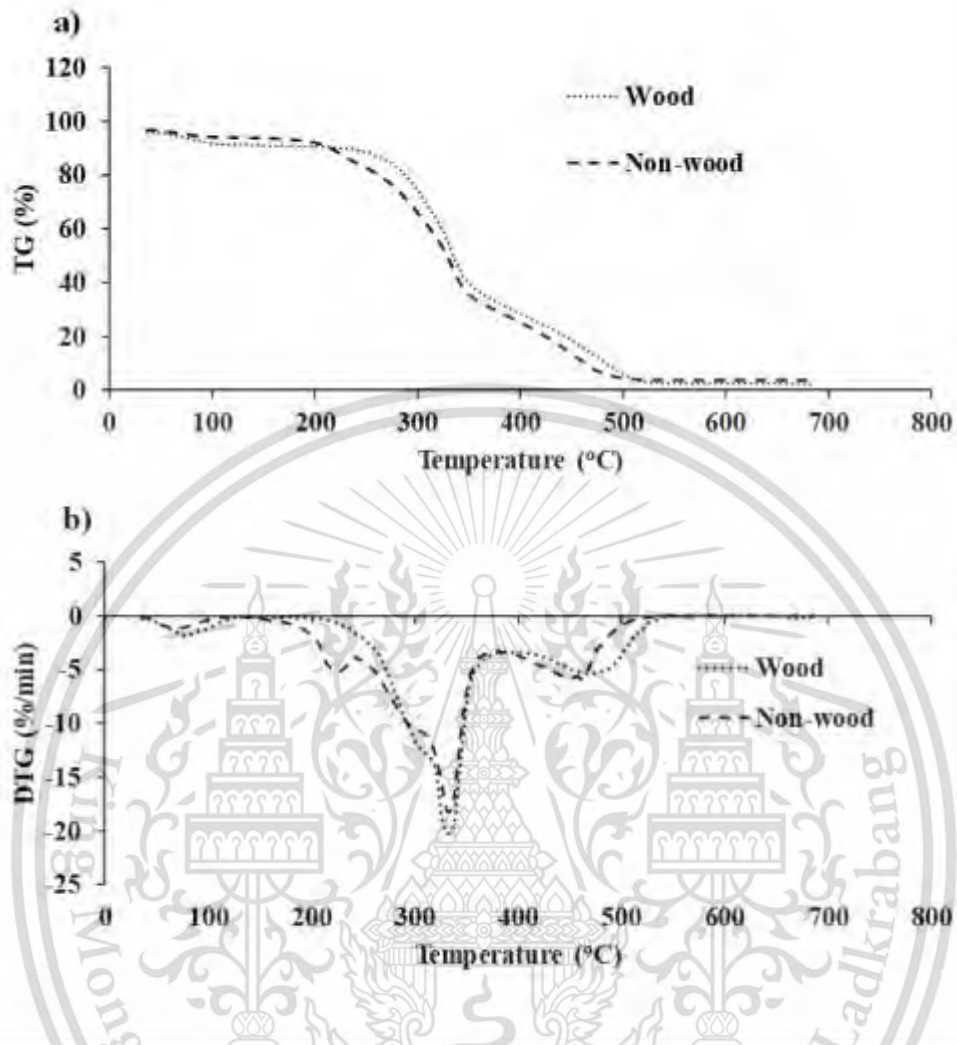 a)
120
100
80
60
40
20
0
TG (%)
Wood
Non-wood
0 100 200 300 400 500 600 700 800
Temperature (°C)
b)
5
0
-5
-10
-15
-20
-25
DTG (%/min)
Wood
Non-wood
0 100 200 300 400 500 600 700 800
Temperature (°C)
King Mong
Ladkrabang